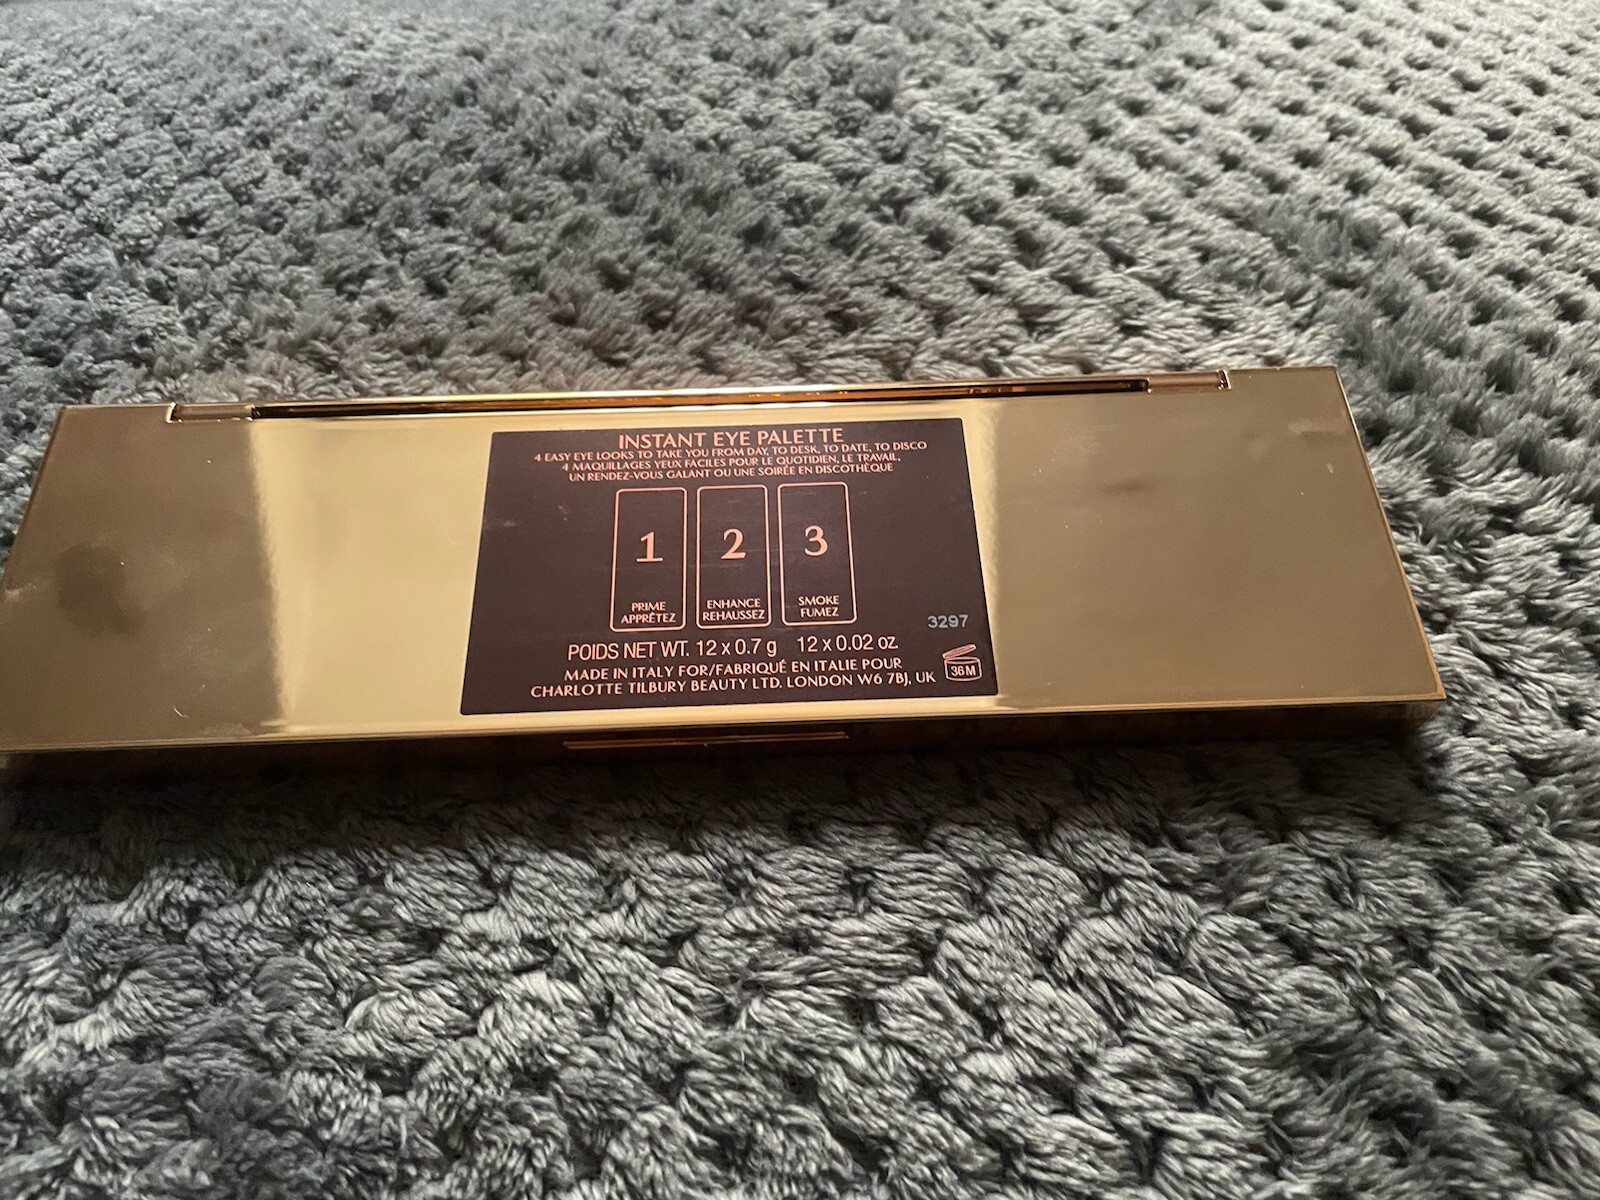 INSTANT EYE PALETTE
4 EASY EYE LOOKS TO TAKE YOU FROM DAY, TO DESK, TO DATE, TO DISCO
4 MAQUILLAGES YEUX FACILES POUR LE QUOTIDIEN, LE TRAVAIL,
UN RENDEZ-VOUS GALANT OU UNE SOIRÉE EN DISCOTHÈQUE
1 2 3
PRIME ENHANCE SMOKE
APPRÊTEZ REHAUSSEZ FUMEZ
3297
POIDS NET WT. 12 x 0.7 g 12 x 0.02 oz.
MADE IN ITALY FOR/FABRIQUÉ EN ITALIE POUR
CHARLOTTE TILBURY BEAUTY LTD. LONDON W6 7BJ, UK
36M